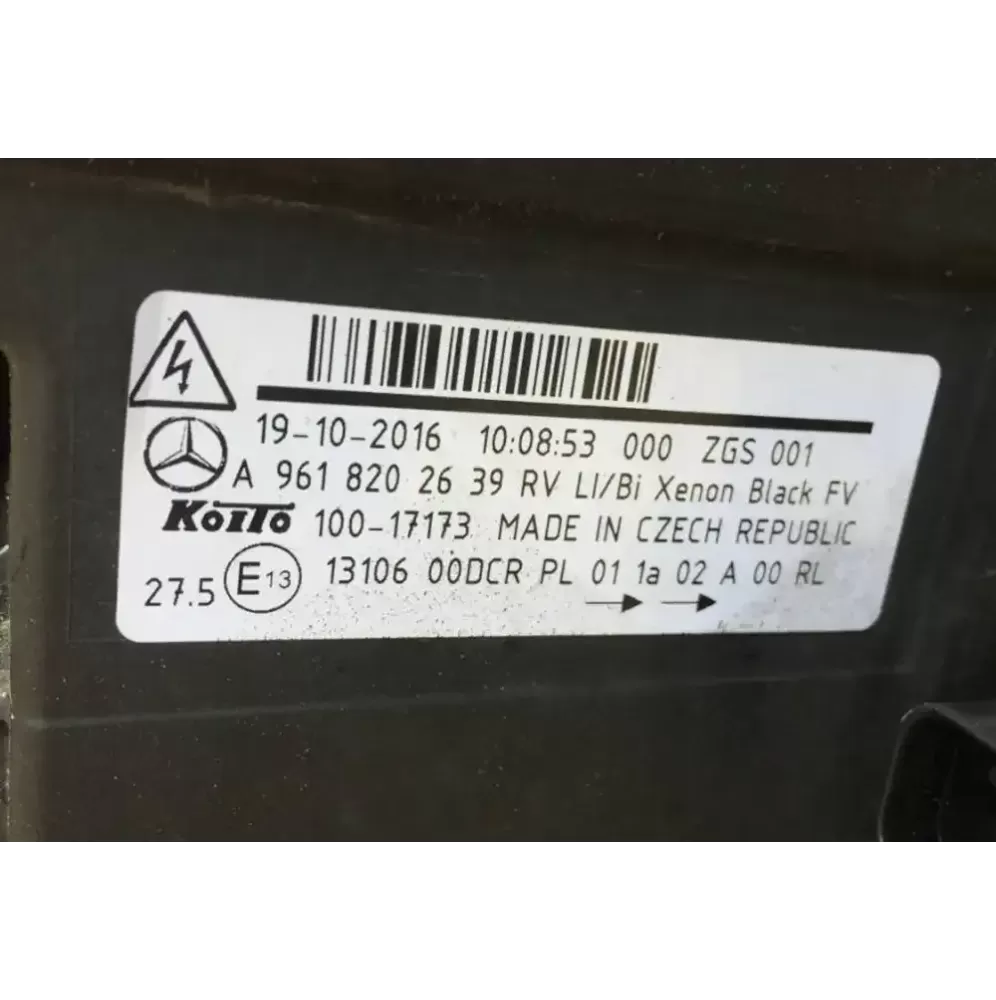 19-10-2016 10:08:53 000 ZGS 001
A 961 820 26 39 RV LI/Bi Xenon Black FV
KOITO 100-17173 MADE IN CZECH REPUBLIC
27.5 E13 13106 00DCR PL 01 1a 02 A 00 RL